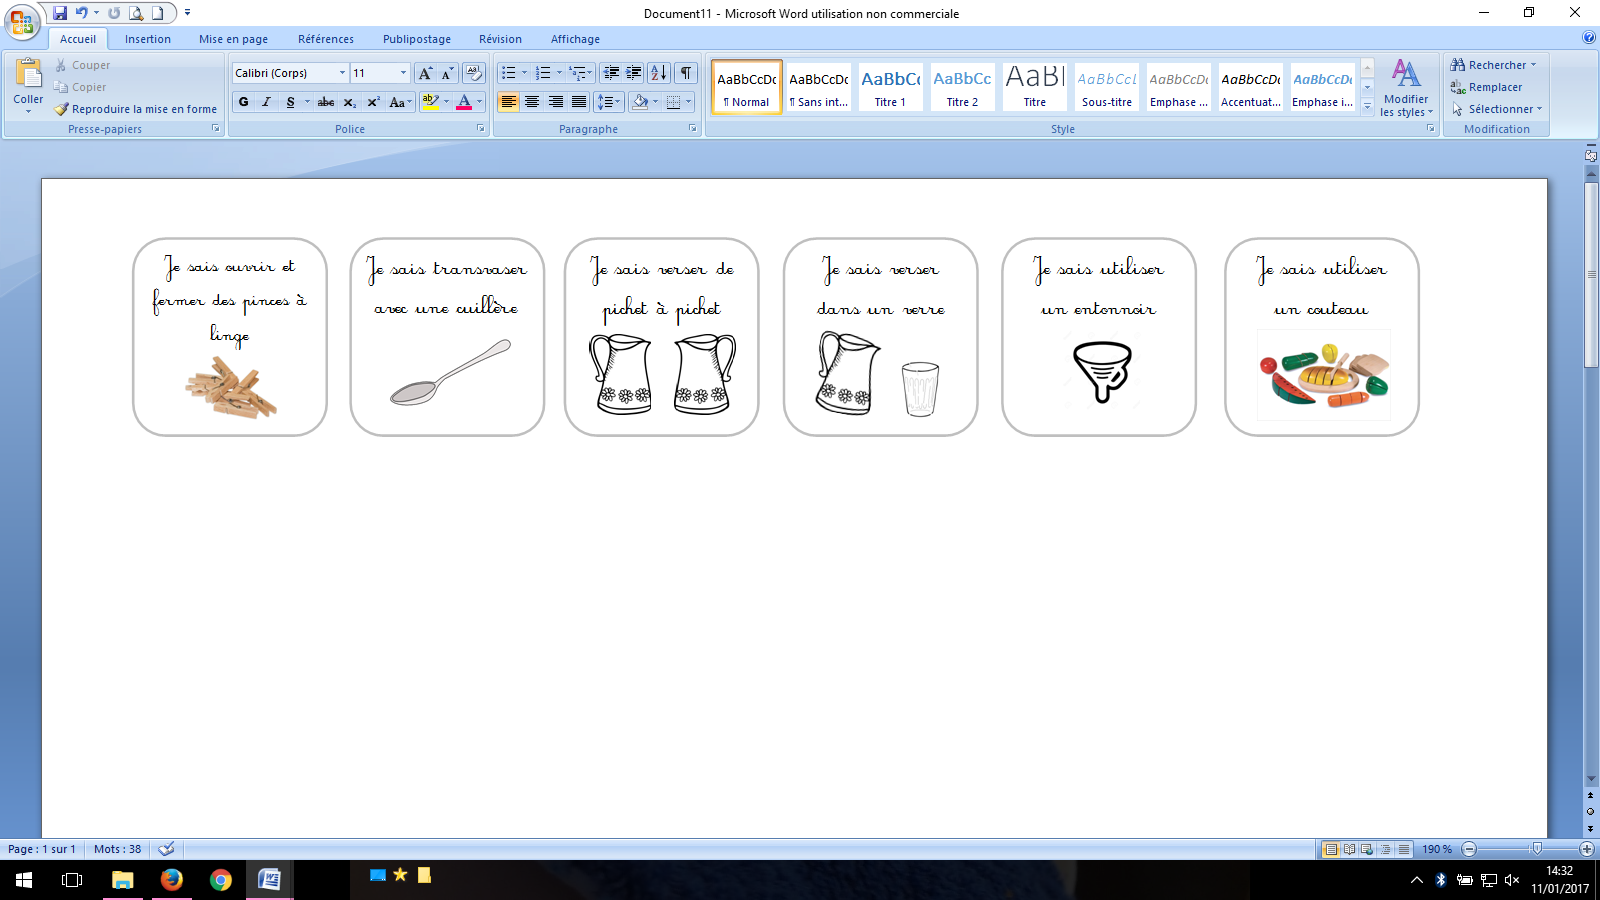 Document11 - Microsoft Word utilisation non commerciale
Accueil
Insertion
Mise en page
Références
Publipostage
Révision
Affichage
Coller
Couper
Copier
Reproduire la mise en forme
Presse-papiers
Calibri (Corps)
11
Police
Paragraphe
AaBbCcDc
¶ Normal
AaBbCcDc
¶ Sans int...
AaBbCc
Titre 1
AaBbCc
Titre 2
AaBl
Titre
AaBbCcL
Sous-titre
AaBbCcDc
Emphase ...
AaBbCcDc
Accentuat...
AaBbCcDc
Emphase i...
Modifier
les styles
Style
Rechercher
Remplacer
Sélectionner
Modification
Je sais ouvrir et
fermer des pinces à
linge
Je sais transvaser
avec une cuillère
Je sais verser de
pichet à pichet
Je sais verser
dans un verre
Je sais utiliser
un entonnoir
Je sais utiliser
un couteau
Page : 1 sur 1
Mots : 38
190 %
14:32
11/01/2017